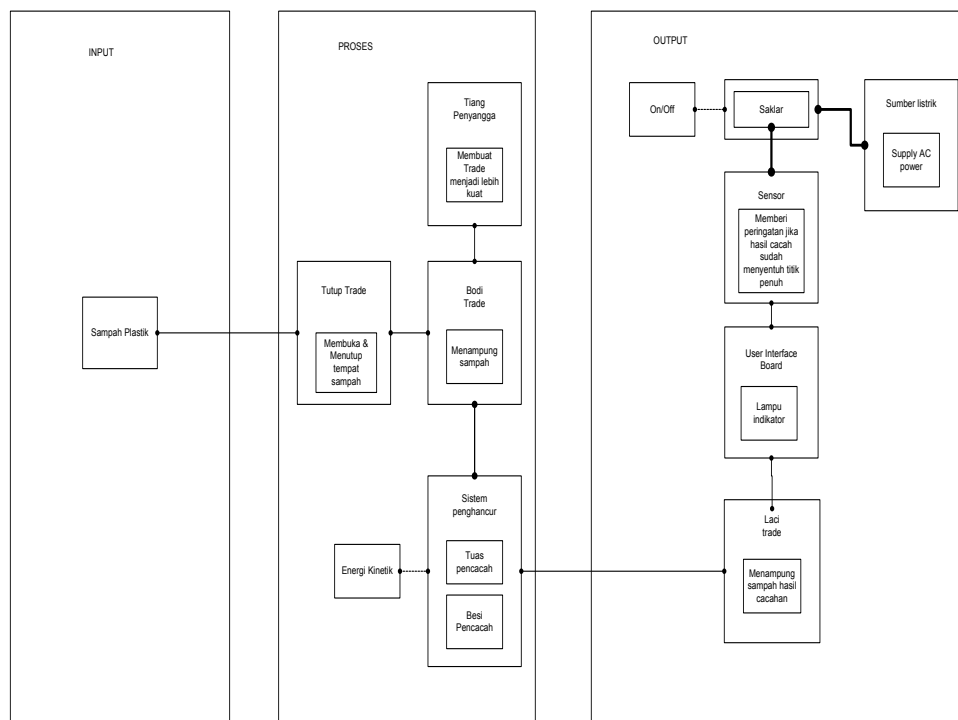 INPUT
Sampah Plastik
PROSES
Tiang
Penyangga
Membuat
Trade
menjadi lebih
kuat
Tutup Trade
Membuka &
Menutup
tempat
sampah
Bodi
Trade
Menampung
sampah
Energi Kinetik
Sistem
penghancur
Tuas
pencacah
Besi
Pencacah
OUTPUT
On/Off
Saklar
Sumber listrik
Supply AC
power
Sensor
Memberi
peringatan jika
hasil cacah
sudah
menyentuh titik
penuh
User Interface
Board
Lampu
indikator
Laci
trade
Menampung
sampah hasil
cacahan